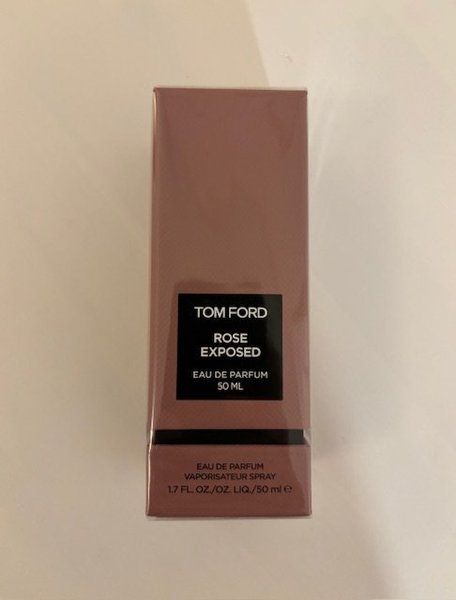 TOM FORD
ROSE
EXPOSED
EAU DE PARFUM
50 ML
EAU DE PARFUM
VAPORISATEUR SPRAY
1.7 FL. OZ./OZ. LIQ./50 ml ℮